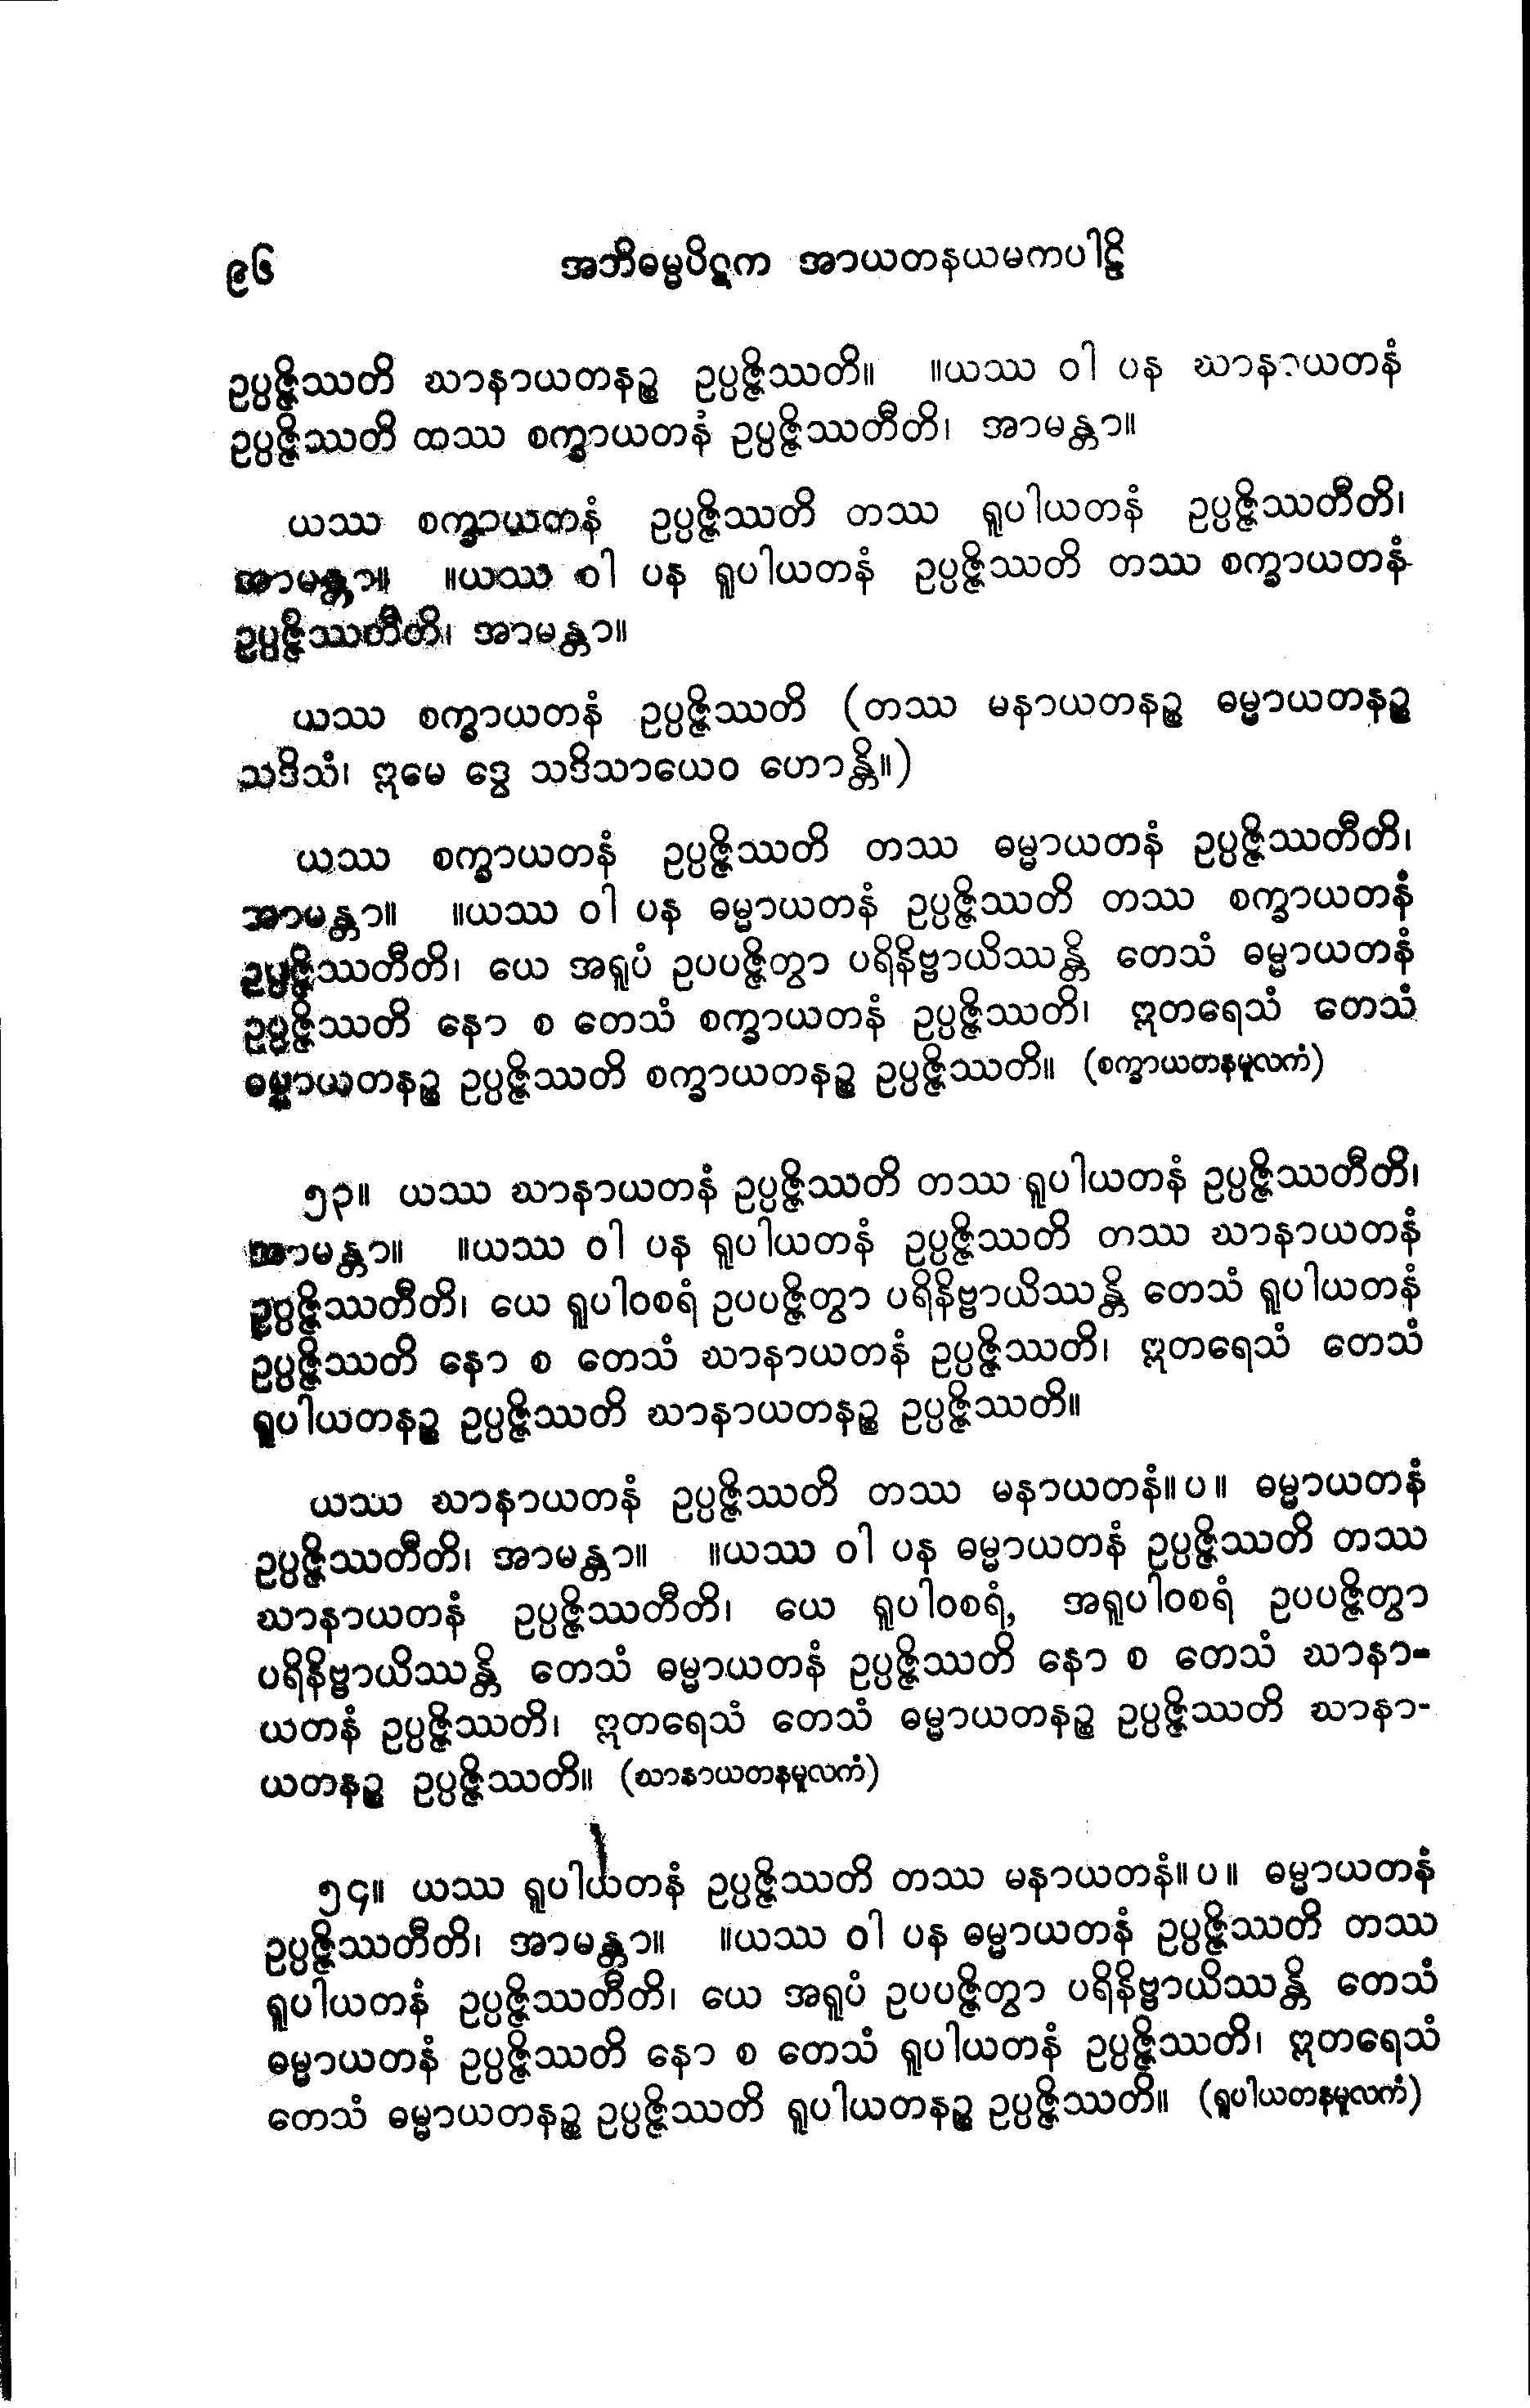 ၉၆ အဘိဓမ္မပိဋက အာယတနယမကပါဠိ
ဥပ္ပဇ္ဇိဿတိ ဃာနာယတနဉ္စ ဥပ္ပဇ္ဇိဿတိ။ ။ယဿ ဝါ ပန ဃာနာယတနံ
ဥပ္ပဇ္ဇိဿတိ တဿ စက္ခာယတနံ ဥပ္ပဇ္ဇိဿတီတိ၊ အာမန္တာ။
ယဿ စက္ခာယတနံ ဥပ္ပဇ္ဇိဿတိ တဿ ရူပါယတနံ ဥပ္ပဇ္ဇိဿတီတိ၊
အာမန္တာ။ ။ယဿ ဝါ ပန ရူပါယတနံ ဥပ္ပဇ္ဇိဿတိ တဿ စက္ခာယတနံ
ဥပ္ပဇ္ဇိဿတီတိ၊ အာမန္တာ။
ယဿ စက္ခာယတနံ ဥပ္ပဇ္ဇိဿတိ (တဿ မနာယတနဉ္စ ဓမ္မာယတနဉ္စ
သဒိသံ၊ ဣမေ ဒွေ သဒိသာယေဝ ဟောန္တိ။)
ယဿ စက္ခာယတနံ ဥပ္ပဇ္ဇိဿတိ တဿ ဓမ္မာယတနံ ဥပ္ပဇ္ဇိဿတီတိ၊
အာမန္တာ။ ။ယဿ ဝါ ပန ဓမ္မာယတနံ ဥပ္ပဇ္ဇိဿတိ တဿ စက္ခာယတနံ
ဥပ္ပဇ္ဇိဿတီတိ၊ ယေ အရူပံ ဥပပဇ္ဇိတွာ ပရိနိဗ္ဗာယိဿန္တိ တေသံ ဓမ္မာယတနံ
ဥပ္ပဇ္ဇိဿတိ နော စ တေသံ စက္ခာယတနံ ဥပ္ပဇ္ဇိဿတိ၊ ဣတရေသံ တေသံ
ဓမ္မာယတနဉ္စ ဥပ္ပဇ္ဇိဿတိ စက္ခာယတနဉ္စ ဥပ္ပဇ္ဇိဿတိ။ (စက္ခာယတနမူလကံ)
၅၃။ ယဿ ဃာနာယတနံ ဥပ္ပဇ္ဇိဿတိ တဿ ရူပါယတနံ ဥပ္ပဇ္ဇိဿတီတိ၊
အာမန္တာ။ ။ယဿ ဝါ ပန ရူပါယတနံ ဥပ္ပဇ္ဇိဿတိ တဿ ဃာနာယတနံ
ဥပ္ပဇ္ဇိဿတီတိ၊ ယေ ရူပါဝစရံ ဥပပဇ္ဇိတွာ ပရိနိဗ္ဗာယိဿန္တိ တေသံ ရူပါယတနံ
ဥပ္ပဇ္ဇိဿတိ နော စ တေသံ ဃာနာယတနံ ဥပ္ပဇ္ဇိဿတိ၊ ဣတရေသံ တေသံ
ရူပါယတနဉ္စ ဥပ္ပဇ္ဇိဿတိ ဃာနာယတနဉ္စ ဥပ္ပဇ္ဇိဿတိ။
ယဿ ဃာနာယတနံ ဥပ္ပဇ္ဇိဿတိ တဿ မနာယတနံ။ပ။ ဓမ္မာယတနံ
ဥပ္ပဇ္ဇိဿတီတိ၊ အာမန္တာ။ ။ယဿ ဝါ ပန ဓမ္မာယတနံ ဥပ္ပဇ္ဇိဿတိ တဿ
ဃာနာယတနံ ဥပ္ပဇ္ဇိဿတီတိ၊ ယေ ရူပါဝစရံ, အရူပါဝစရံ ဥပပဇ္ဇိတွာ
ပရိနိဗ္ဗာယိဿန္တိ တေသံ ဓမ္မာယတနံ ဥပ္ပဇ္ဇိဿတိ နော စ တေသံ ဃာနာ-
ယတနံ ဥပ္ပဇ္ဇိဿတိ၊ ဣတရေသံ တေသံ ဓမ္မာယတနဉ္စ ဥပ္ပဇ္ဇိဿတိ ဃာနာ-
ယတနဉ္စ ဥပ္ပဇ္ဇိဿတိ။ (ဃာနာယတနမူလကံ)
၅၄။ ယဿ ရူပါယတနံ ဥပ္ပဇ္ဇိဿတိ တဿ မနာယတနံ။ပ။ ဓမ္မာယတနံ
ဥပ္ပဇ္ဇိဿတီတိ၊ အာမန္တာ။ ။ယဿ ဝါ ပန ဓမ္မာယတနံ ဥပ္ပဇ္ဇိဿတိ တဿ
ရူပါယတနံ ဥပ္ပဇ္ဇိဿတီတိ၊ ယေ အရူပံ ဥပပဇ္ဇိတွာ ပရိနိဗ္ဗာယိဿန္တိ တေသံ
ဓမ္မာယတနံ ဥပ္ပဇ္ဇိဿတိ နော စ တေသံ ရူပါယတနံ ဥပ္ပဇ္ဇိဿတိ၊ ဣတရေသံ
တေသံ ဓမ္မာယတနဉ္စ ဥပ္ပဇ္ဇိဿတိ ရူပါယတနဉ္စ ဥပ္ပဇ္ဇိဿတိ။ (ရူပါယတနမူလကံ)